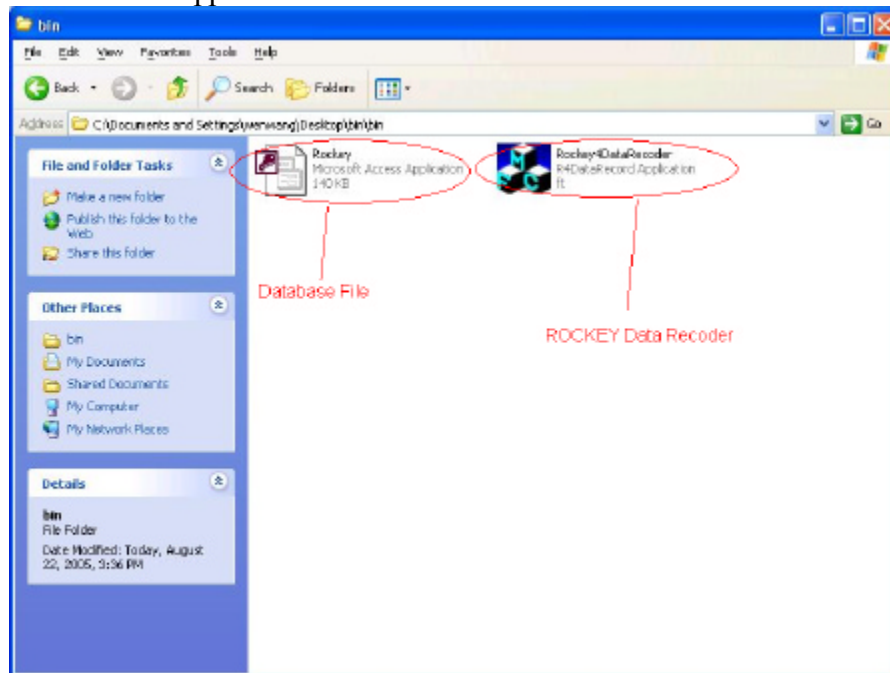 bin
File Edit View Favorites Tools Help
Back Search Folders
Address C:\Documents and Settings\wenwang\Desktop\bin\bin Go
File and Folder Tasks
Make a new folder
Publish this folder to the
Web
Share this folder
Other Places
bin
My Documents
Shared Documents
My Computer
My Network Places
Details
bin
File Folder
Date Modified: Today, August
22, 2005, 3:36 PM
Rockey
Microsoft Access Application
140 KB
Rockey4DataRecoder
R4DataRecord Application
ft
Database File
ROCKEY Data Recoder